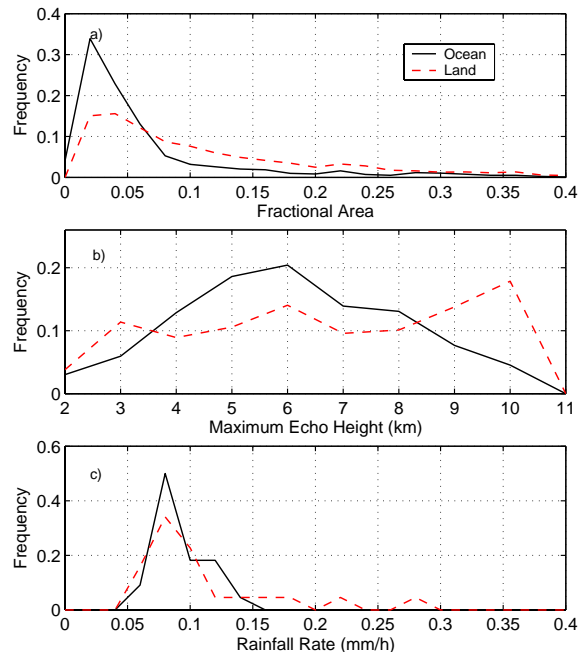 0.4
a)
Ocean
Land
0.3
0.2
0.1
0
Frequency
0 0.05 0.1 0.15 0.2 0.25 0.3 0.35 0.4
Fractional Area
b)
0.2
0.1
0
Frequency
2 3 4 5 6 7 8 9 10 11
Maximum Echo Height (km)
0.6
c)
0.4
0.2
0
Frequency
0 0.05 0.1 0.15 0.2 0.25 0.3 0.35 0.4
Rainfall Rate (mm/h)